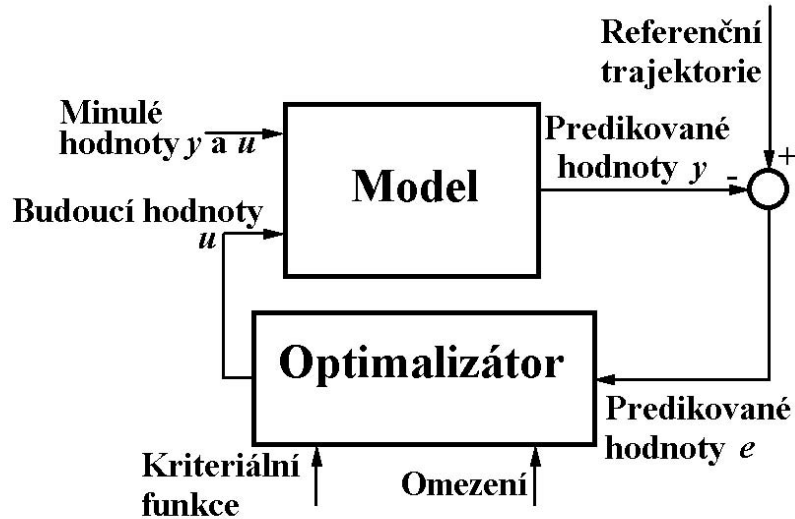 Referenční
trajektorie
Minulé
hodnoty y a u
Predikované
hodnoty y
+
-
Model
Budoucí hodnoty
u
Optimalizátor
Predikované
hodnoty e
Kriteriální
funkce
Omezení